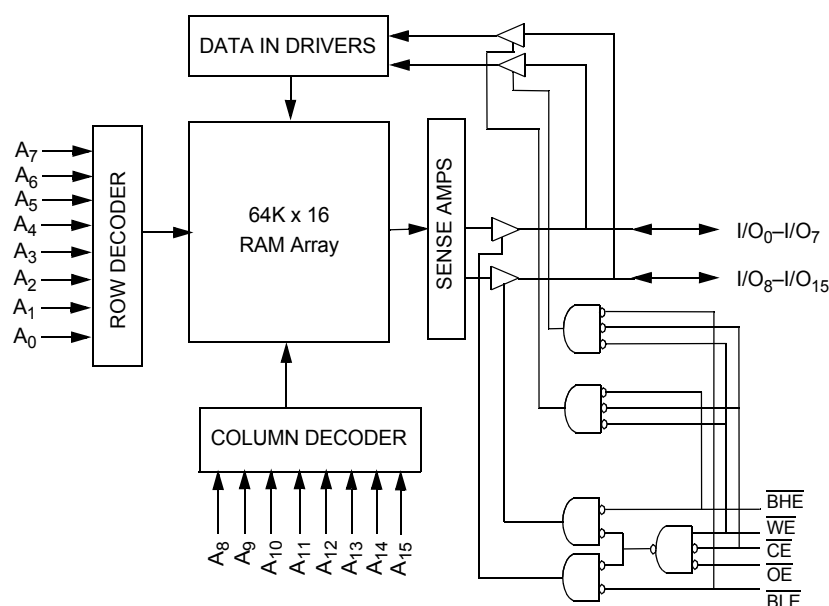 DATA IN DRIVERS
A7
A6
A5
A4
A3
A2
A1
A0
ROW DECODER
64K x 16
RAM Array
SENSE AMPS
I/O0–I/O7
I/O8–I/O15
COLUMN DECODER
A8
A9
A10
A11
A12
A13
A14
A15
BHE
WE
CE
OE
BLE